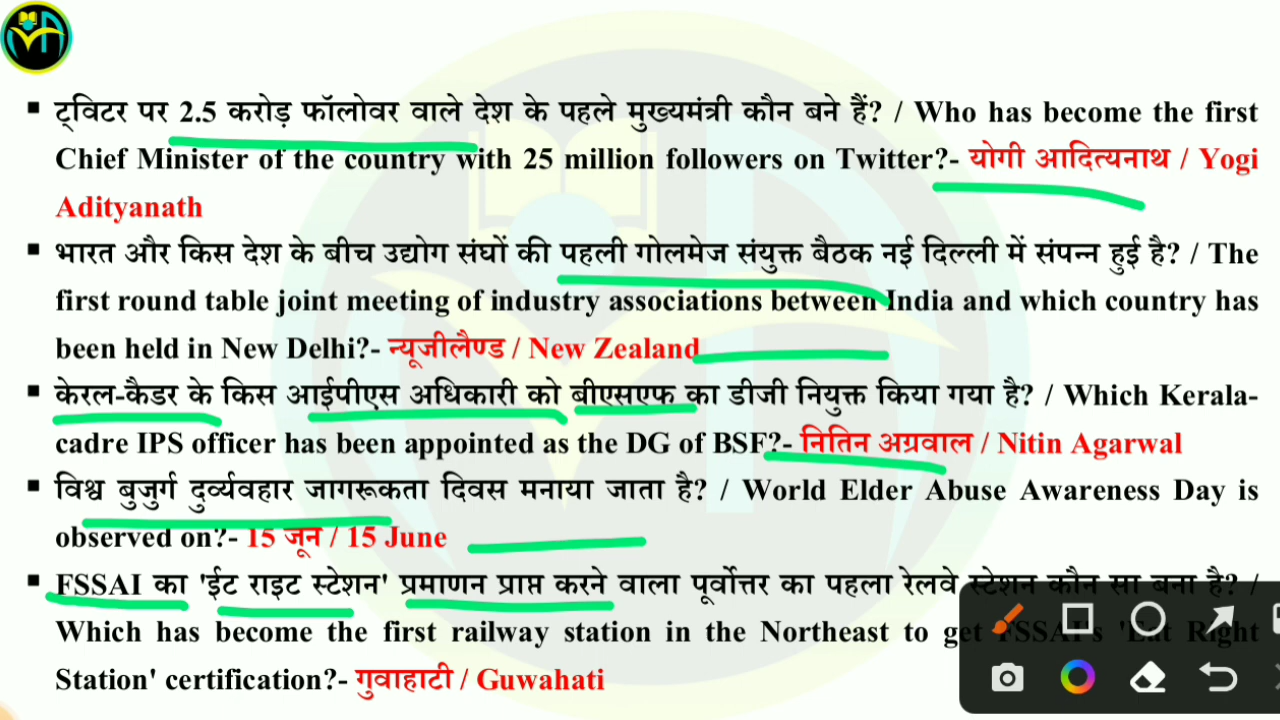 ▪ ट्विटर पर 2.5 करोड़ फॉलोवर वाले देश के पहले मुख्यमंत्री कौन बने हैं? / Who has become the first
Chief Minister of the country with 25 million followers on Twitter?- योगी आदित्यनाथ / Yogi
Adityanath
▪ भारत और किस देश के बीच उद्योग संघों की पहली गोलमेज संयुक्त बैठक नई दिल्ली में संपन्न हुई है? / The
first round table joint meeting of industry associations between India and which country has
been held in New Delhi?- न्यूजीलैण्ड / New Zealand
▪ केरल-कैडर के किस आईपीएस अधिकारी को बीएसएफ का डीजी नियुक्त किया गया है? / Which Kerala-
cadre IPS officer has been appointed as the DG of BSF?- नितिन अग्रवाल / Nitin Agarwal
▪ विश्व बुजुर्ग दुर्व्यवहार जागरूकता दिवस मनाया जाता है? / World Elder Abuse Awareness Day is
observed on?- 15 जून / 15 June
▪ FSSAI का 'ईट राइट स्टेशन' प्रमाणन प्राप्त करने वाला पूर्वोत्तर का पहला रेलवे स्टेशन कौन सा बना है? /
Which has become the first railway station in the Northeast to get FSSAI's 'Eat Right
Station' certification?- गुवाहाटी / Guwahati